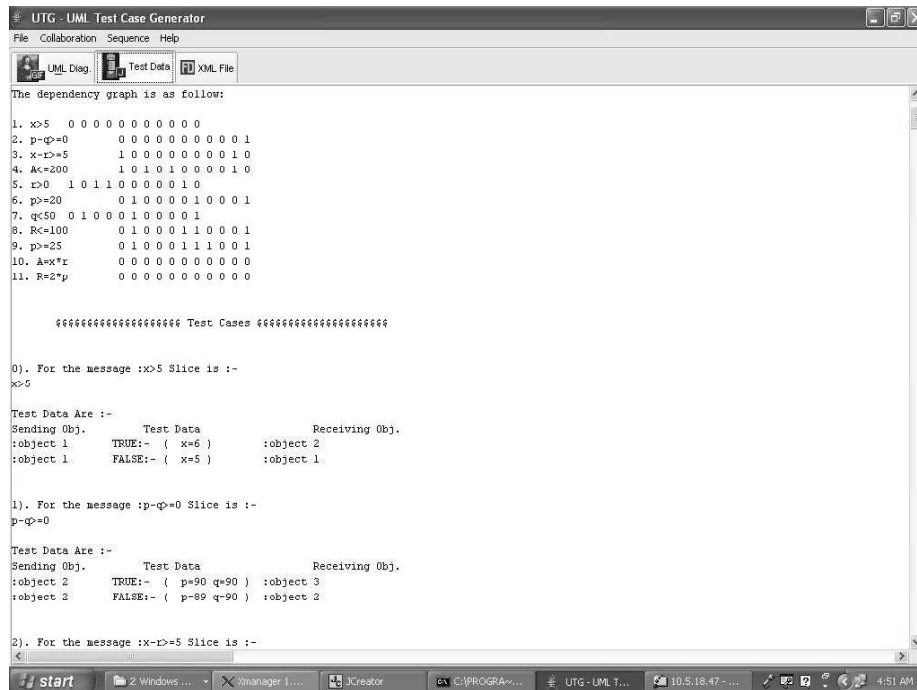 UTG - UML Test Case Generator
File Collaboration Sequence Help
GIF UML Diag. J Test Data FD XML File
The dependency graph is as follow:
1. x>5 0 0 0 0 0 0 0 0 0 0 0
2. p-q>=0 0 0 0 0 0 0 0 0 0 0 1
3. x-r>=5 1 0 0 0 0 0 0 0 0 1 0
4. A<=200 1 0 1 0 1 0 0 0 0 1 0
5. r>0 1 0 1 1 0 0 0 0 0 1 0
6. p>=20 0 1 0 0 0 0 1 0 0 0 1
7. q<50 0 1 0 0 0 1 0 0 0 0 1
8. R<=100 0 1 0 0 0 1 1 0 0 0 1
9. p>=25 0 1 0 0 0 1 1 1 0 0 1
10. A=x*r 0 0 0 0 0 0 0 0 0 0 0
11. R=2*p 0 0 0 0 0 0 0 0 0 0 0
$$$$$$$$$$$$$$$$$$$$ Test Cases $$$$$$$$$$$$$$$$$$$$$
0). For the message :x>5 Slice is :-
x>5
Test Data Are :-
Sending Obj. Test Data Receiving Obj.
:object 1 TRUE:- ( x=6 ) :object 2
:object 1 FALSE:- ( x=5 ) :object 1
1). For the message :p-q>=0 Slice is :-
p-q>=0
Test Data Are :-
Sending Obj. Test Data Receiving Obj.
:object 2 TRUE:- ( p=90 q=90 ) :object 3
:object 2 FALSE:- ( p=89 q=90 ) :object 2
2). For the message :x-r>=5 Slice is :-
start 2 Windows ... Xmanager 1.... JCreator C:\PROGRA~... UTG - UML T... 10.5.18.47 - ... 4:51 AM